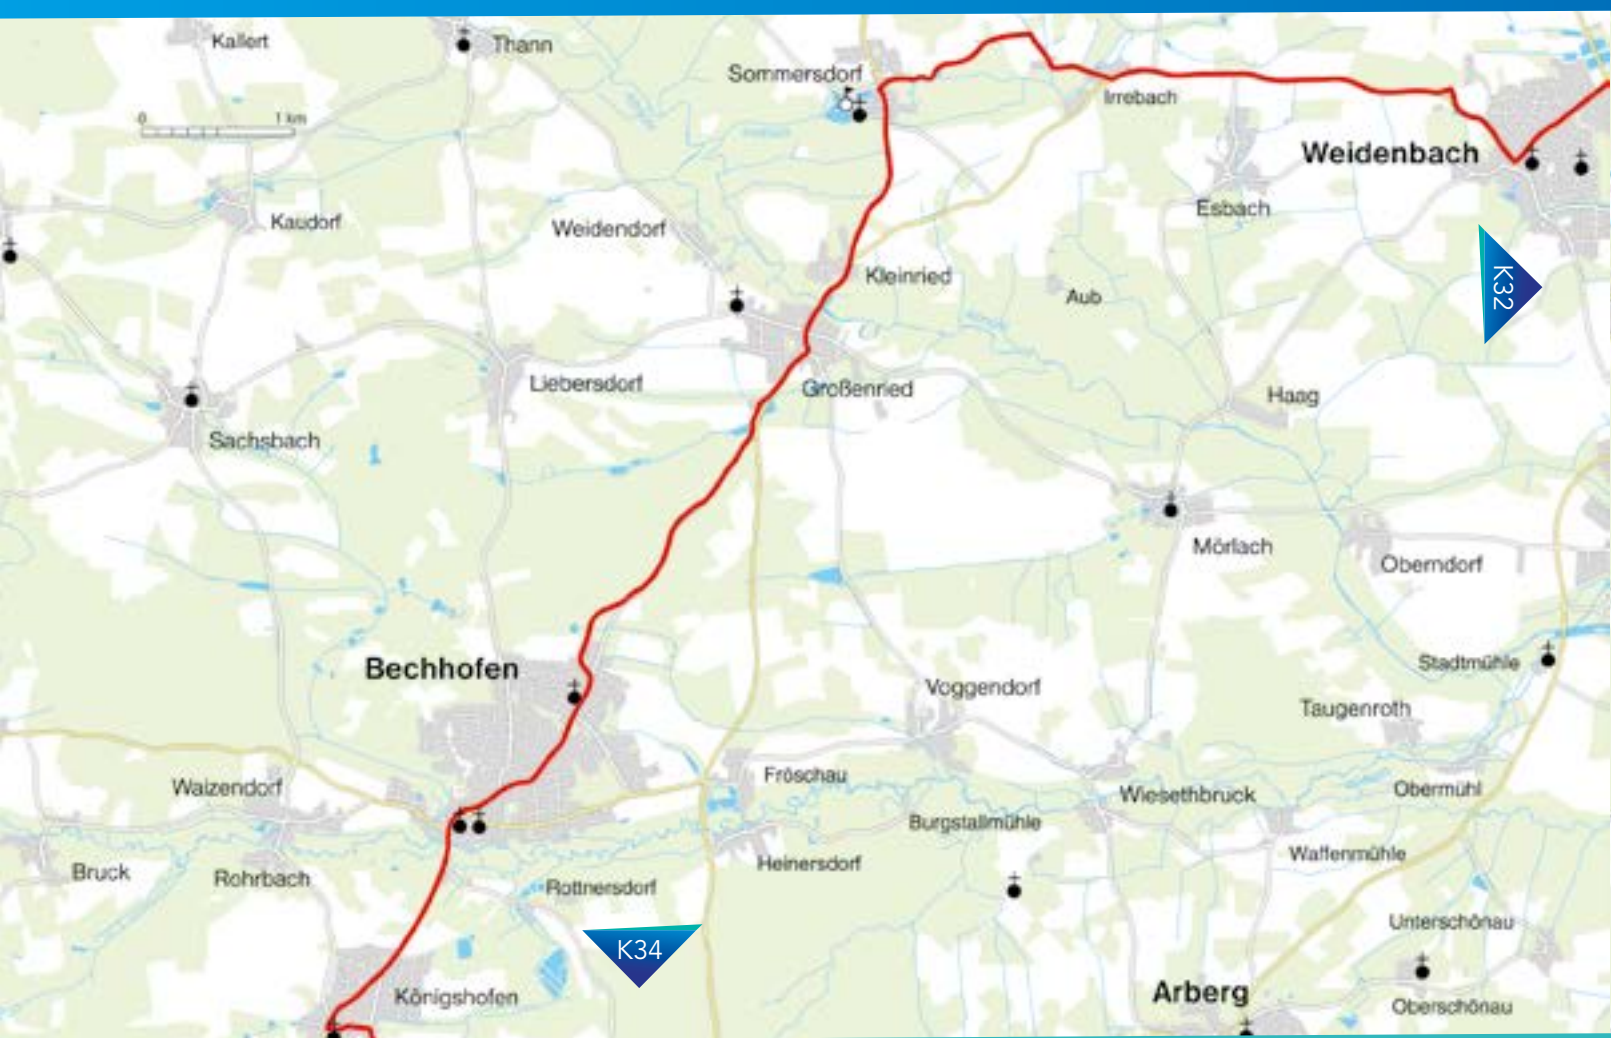 Kallert
Thann
Sommersdorf
0 1 km
Irrebach
Weidenbach
Kaudorf
Weidendorf
Esbach
Kleinried
Aub
K32
Liebersdorf
Großenried
Haag
Sachsbach
Mörlach
Oberndorf
Bechhofen
Stadtmühle
Voggendorf
Taugenroth
Waizendorf
Fröschau
Wiesethbruck
Obermühl
Burgstallmühle
Heinersdorf
Waffenmühle
Bruck
Rohrbach
Rottnersdorf
Unterschönau
K34
Königshofen
Arberg
Oberschönau